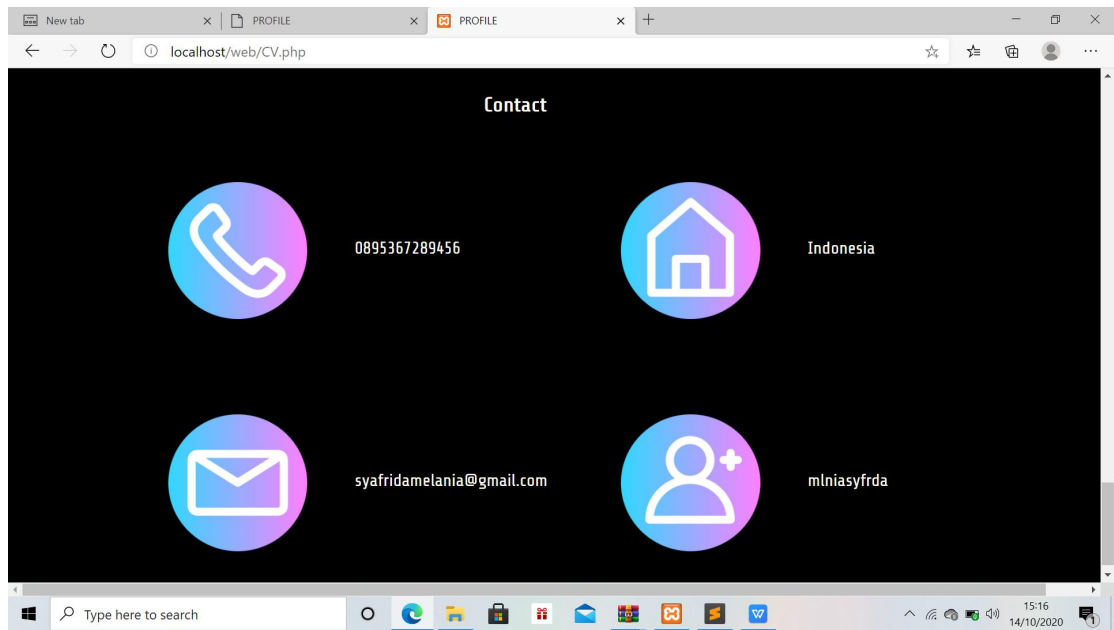 New tab
PROFILE
PROFILE
localhost/web/CV.php
Contact
0895367289456
Indonesia
syafridamelania@gmail.com
mlniasyfrda
Type here to search
15:16
14/10/2020
1